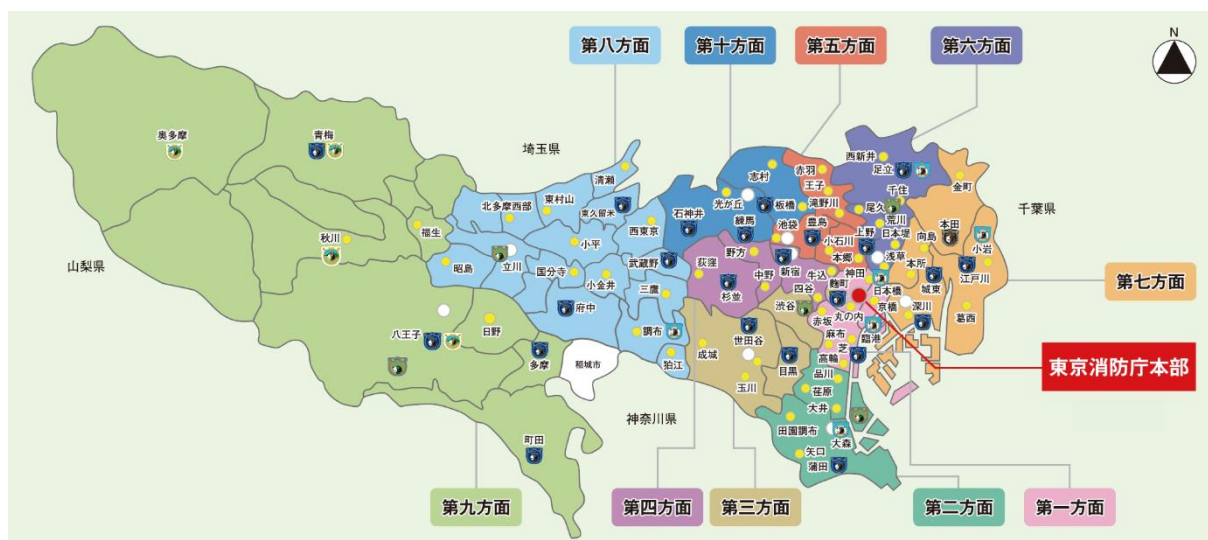 第八方面
第十方面
第五方面
第六方面
N
奥多摩
青梅
埼玉県
清瀬
志村
赤羽
西新井
足立
北多摩西部
東村山
東久留米
光が丘
板橋
王子
滝野川
千住
金町
石神井
練馬
尾久
荒川
千葉県
福生
西東京
池袋
豊島
上野
日本堤
向島
本田
小岩
秋川
小平
野方
小石川
浅草
本所
山梨県
昭島
立川
国分寺
武蔵野
荻窪
中野
新宿
本郷
牛込
神田
江戸川
小金井
杉並
四谷
麴町
日本橋
城東
第七方面
三鷹
渋谷
丸の内
京橋
深川
府中
赤坂
葛西
八王子
日野
調布
世田谷
麻布
臨港
成城
芝
多摩
稲城市
狛江
目黒
高輪
東京消防庁本部
玉川
品川
荏原
神奈川県
大井
田園調布
大森
町田
矢口
蒲田
第九方面
第四方面
第三方面
第二方面
第一方面